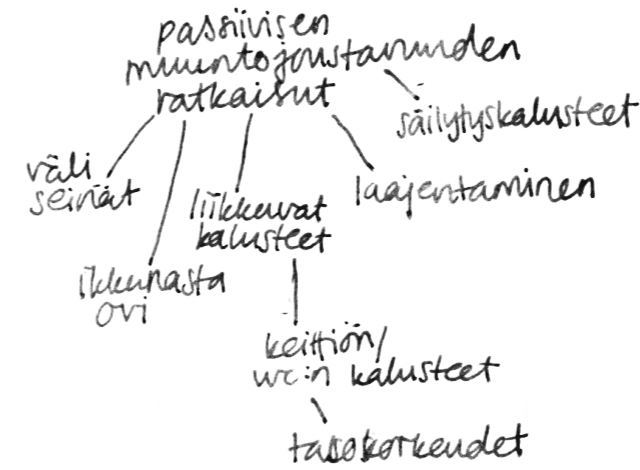 passiivisen
muuntojoustavuuden
ratkaisut
säilytyskalusteet
väli
seinät
liikkuvat
kalusteet
laajentaminen
ikkunasta
ovi
keittiön/
wc:n kalusteet
tasokorkeudet